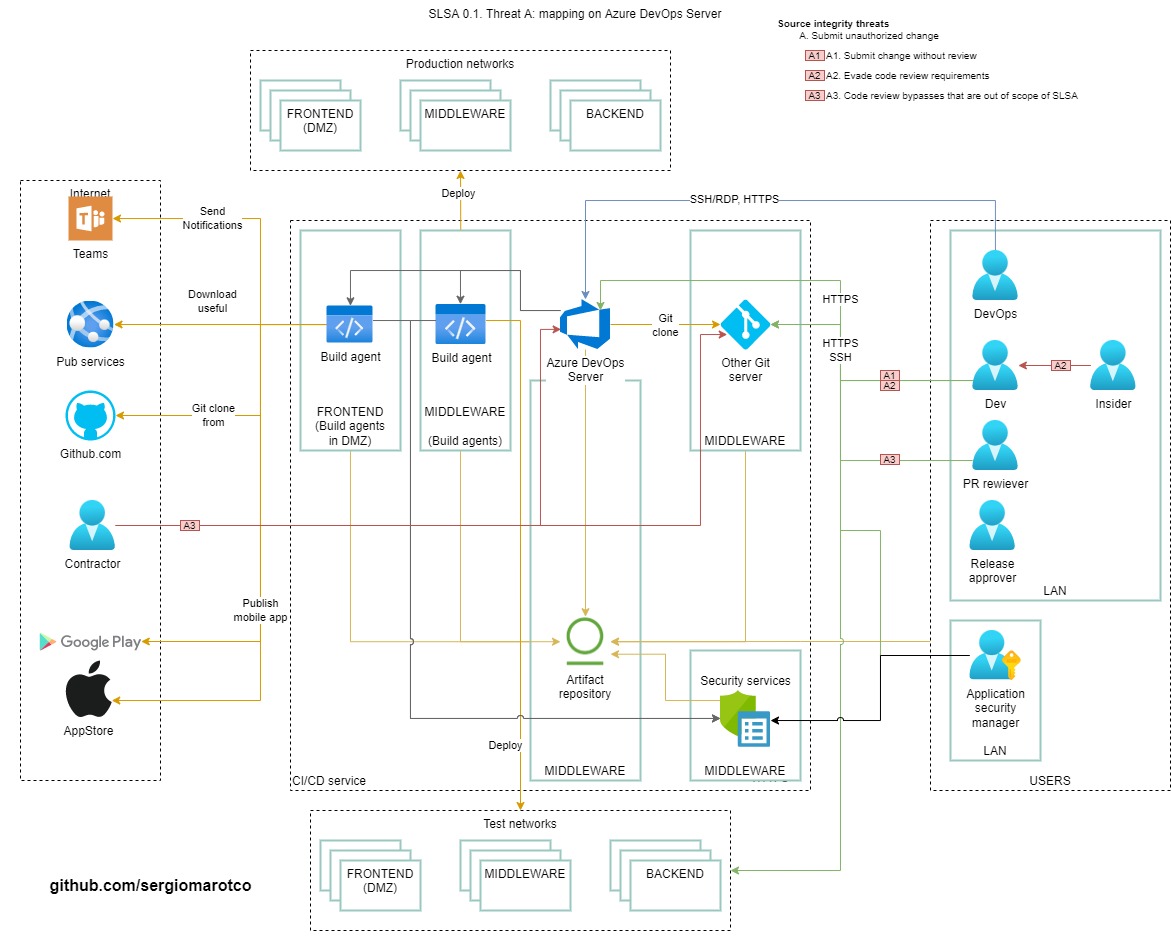 SLSA 0.1. Threat A: mapping on Azure DevOps Server
Source integrity threats
A. Submit unauthorized change
A1 A1. Submit change without review
A2 A2. Evade code review requirements
A3 A3. Code review bypasses that are out of scope of SLSA
Production networks
FRONTEND
(DMZ)
MIDDLEWARE
BACKEND
Deploy
Internet
Teams
Send
Notifications
Pub services
Download
useful
Github.com
Git clone
from
Contractor
A3
Publish
mobile app
Google Play
AppStore
Build agent
FRONTEND
(Build agents
in DMZ)
Build agent
MIDDLEWARE
(Build agents)
Azure DevOps
Server
Git
clone
Other Git
server
MIDDLEWARE
SSH/RDP, HTTPS
HTTPS
HTTPS
SSH
A1
A2
A3
DevOps
Dev
A2
Insider
PR rewiever
Release
approver
LAN
Artifact
repository
MIDDLEWARE
Security services
MIDDLEWARE
Application
security
manager
LAN
USERS
Deploy
CI/CD service
Test networks
FRONTEND
(DMZ)
MIDDLEWARE
BACKEND
github.com/sergiomarotco